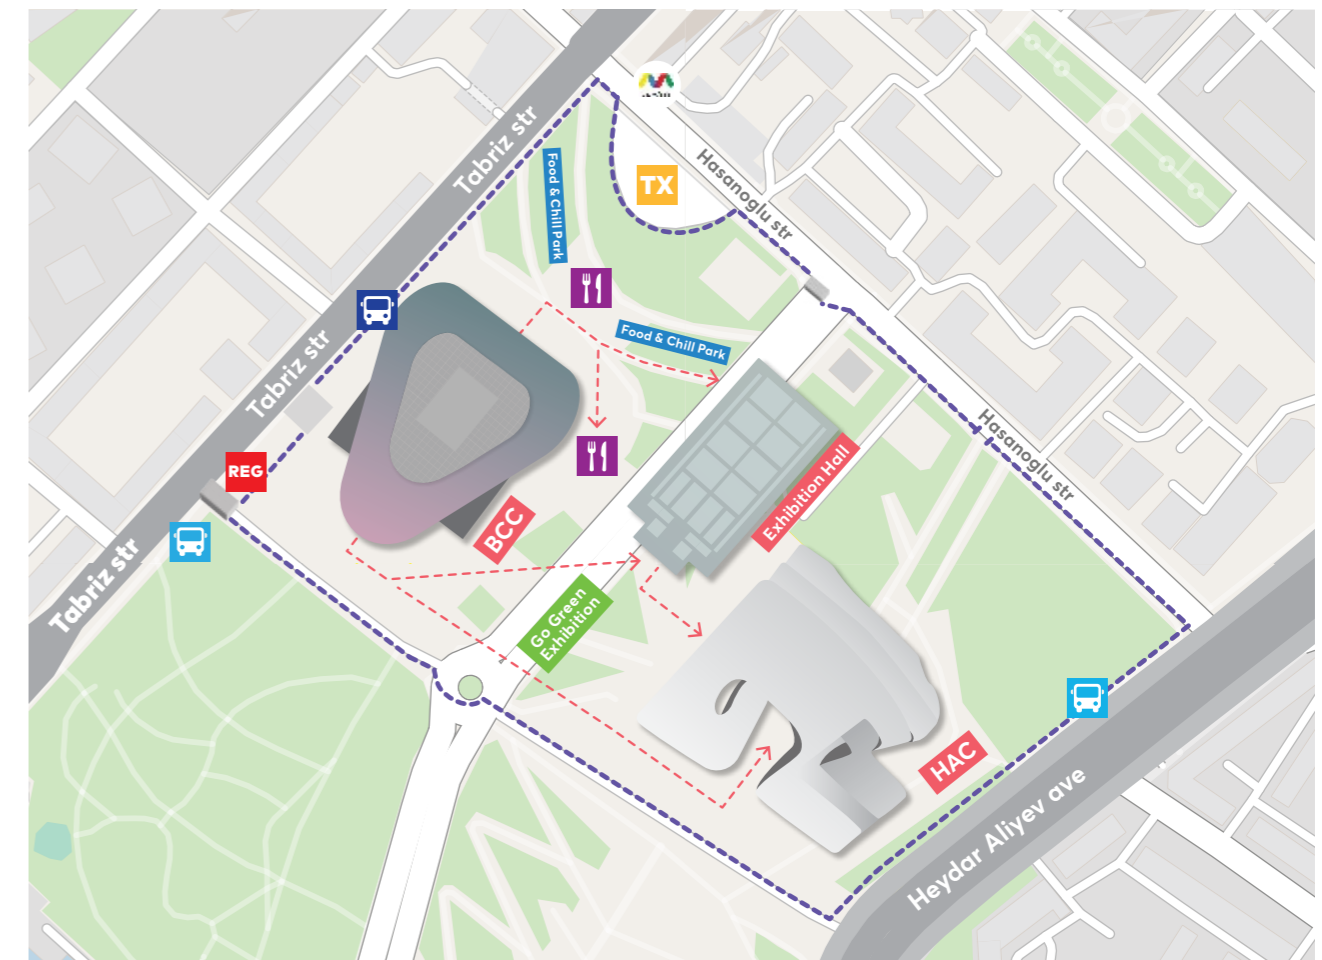 Tabriz str
Hasanoglu str
TX
Food & Chill Park
Food & Chill Park
Tabriz str
REG
Exhibition Hall
Hasanoglu str
BCC
Tabriz str
Go Green
Exhibition
HAC
Heydar Aliyev ave